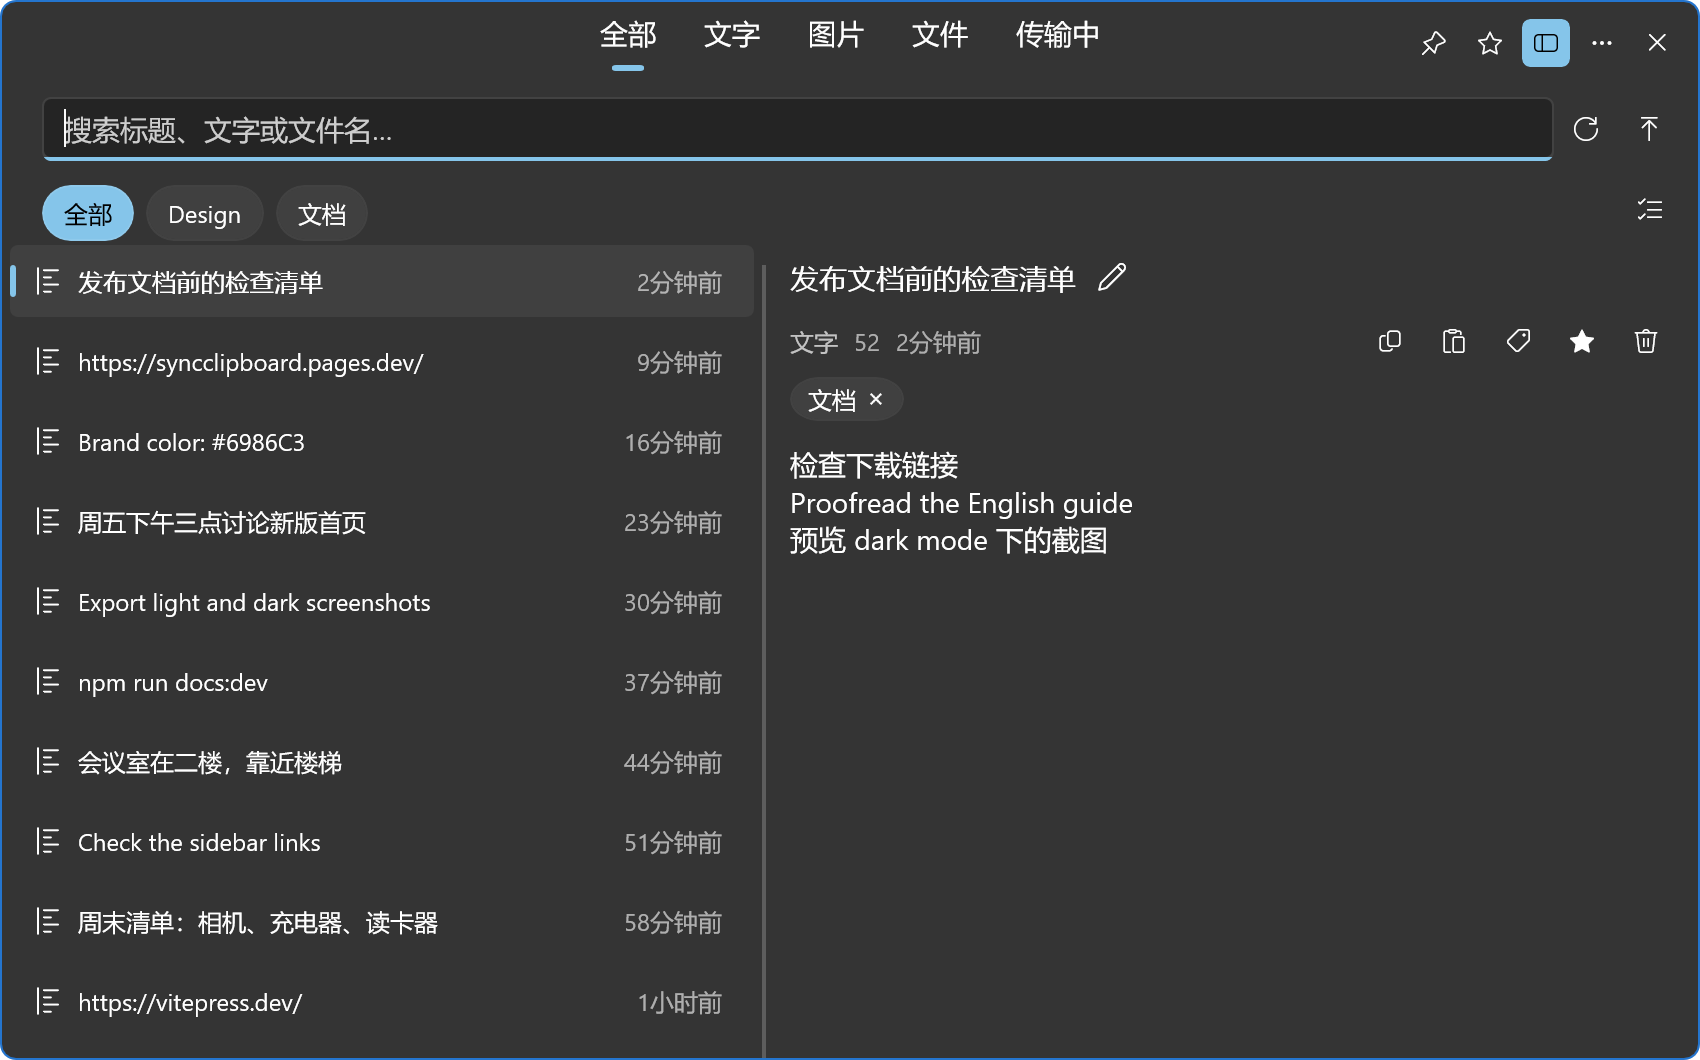 全部 文字 图片 文件 传输中
搜索标题、文字或文件名...
全部 Design 文档
发布文档前的检查清单 2分钟前
https://syncclipboard.pages.dev/ 9分钟前
Brand color: #6986C3 16分钟前
周五下午三点讨论新版首页 23分钟前
Export light and dark screenshots 30分钟前
npm run docs:dev 37分钟前
会议室在二楼，靠近楼梯 44分钟前
Check the sidebar links 51分钟前
周末清单：相机、充电器、读卡器 58分钟前
https://vitepress.dev/ 1小时前
发布文档前的检查清单
文字 52 2分钟前
文档
检查下载链接
Proofread the English guide
预览 dark mode 下的截图